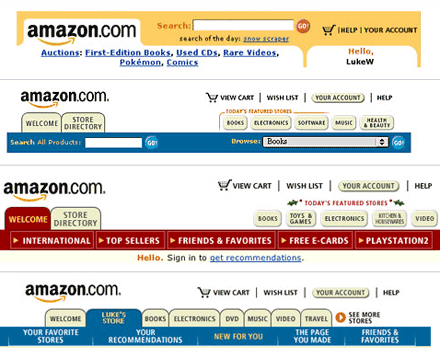 amazon.com
Search: GO!
search of the day: snow scraper
| HELP | YOUR ACCOUNT
Auctions: First-Edition Books, Used CDs, Rare Videos,
Pokémon, Comics
Hello,
LukeW
amazon.com.
VIEW CART | WISH LIST | YOUR ACCOUNT | HELP
TODAY'S FEATURED STORES
WELCOME
STORE
DIRECTORY
BOOKS
ELECTRONICS
SOFTWARE
MUSIC
HEALTH
& BEAUTY
Search All Products: GO!
Browse: Books GO!
amazon.com.
VIEW CART | WISH LIST | YOUR ACCOUNT | HELP
TODAY'S FEATURED STORES
WELCOME
STORE
DIRECTORY
BOOKS
TOYS &
GAMES
ELECTRONICS
KITCHEN &
HOUSEWARES
VIDEO
INTERNATIONAL
TOP SELLERS
FRIENDS & FAVORITES
FREE E-CARDS
PLAYSTATION2
Hello. Sign in to get recommendations.
amazon.com.
VIEW CART | WISH LIST | YOUR ACCOUNT | HELP
WELCOME
LUKE'S
STORE
BOOKS
ELECTRONICS
DVD
MUSIC
VIDEO
TRAVEL
SEE MORE
STORES
YOUR FAVORITE
STORES
YOUR
RECOMMENDATIONS
NEW FOR YOU
THE PAGE
YOU MADE
FRIENDS &
FAVORITES